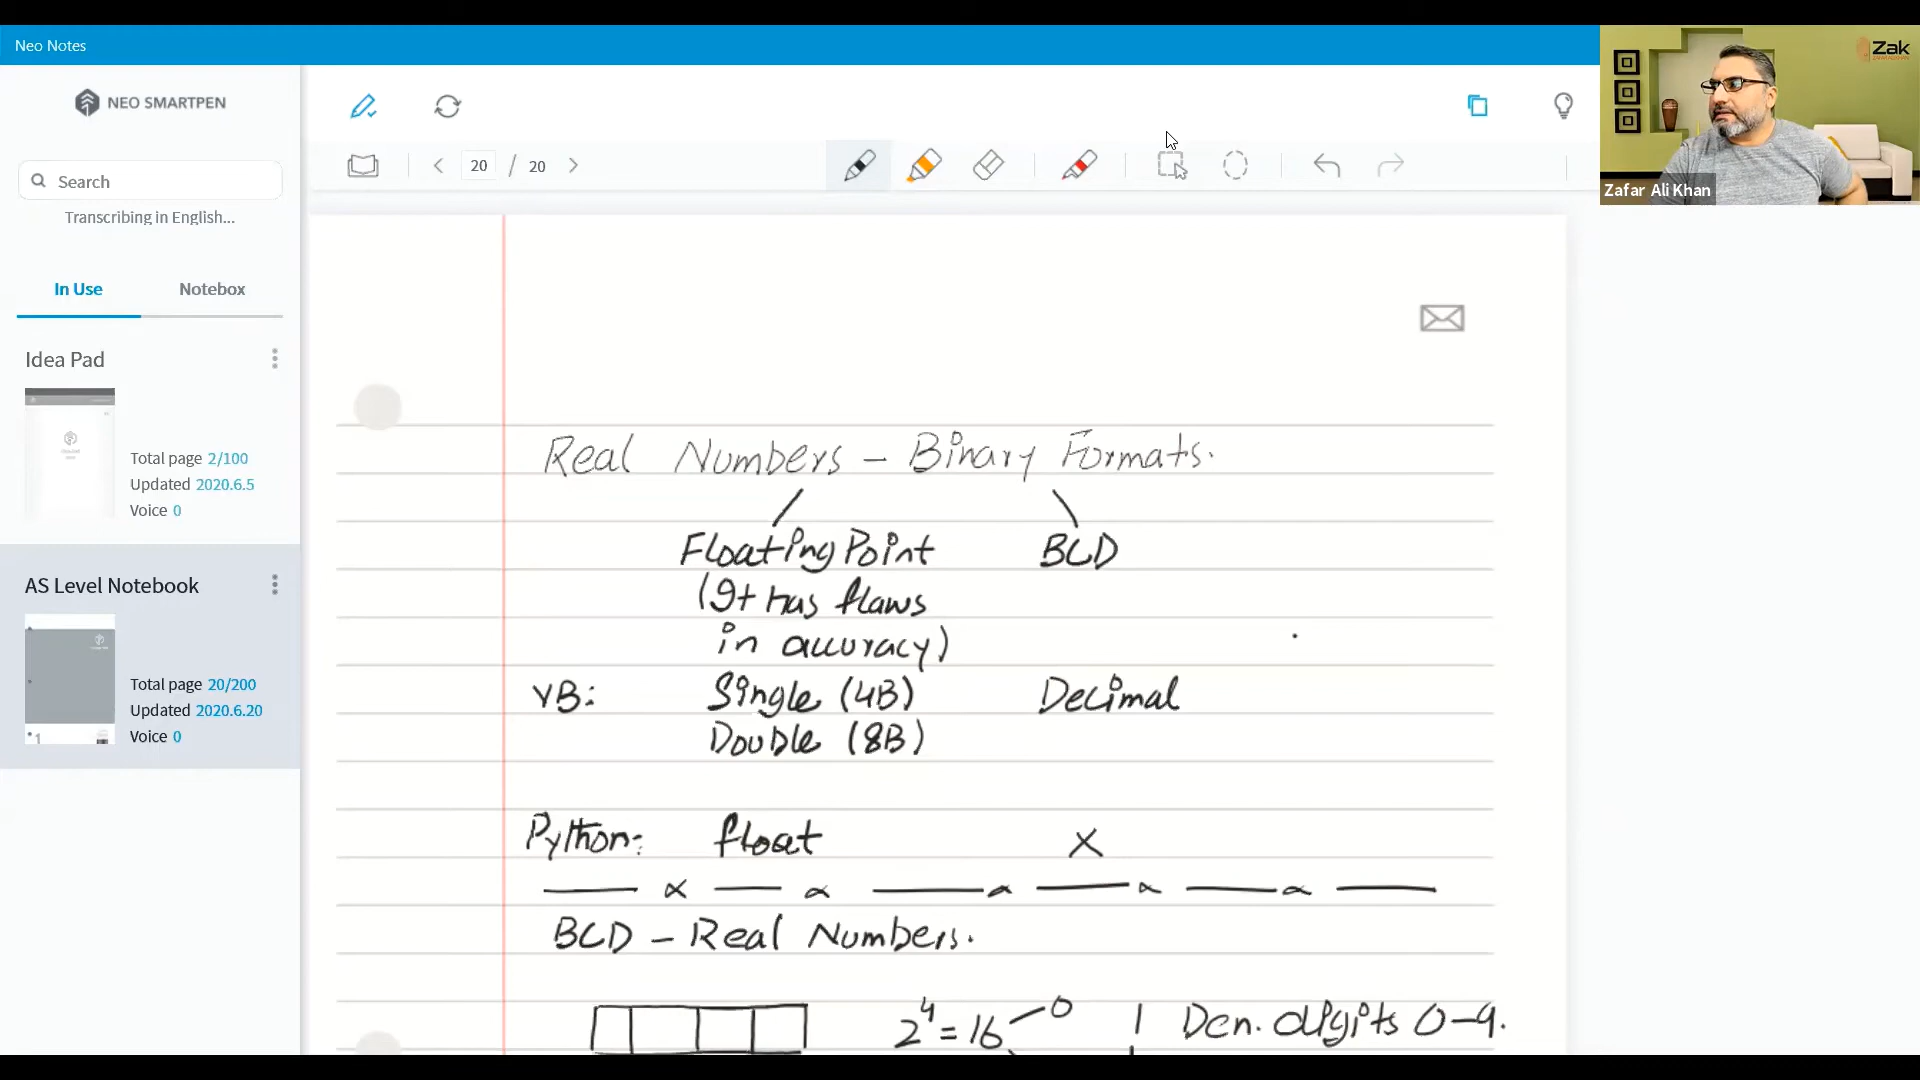 Neo Notes
Zak
NEO SMARTPEN
20 / 20
Search
Zafar Ali Khan
Transcribing in English...
In Use Notebox
Idea Pad
Total page 2/100
Updated 2020.6.5
Voice 0
AS Level Notebook
Total page 20/200
Updated 2020.6.20
Voice 0
Real Numbers - Binary Formats.
Floating Point BCD
(It has flaws
in accuracy)
VB: Single (4B) Decimal
Double (8B)
Python: float X
BCD - Real Numbers.
2⁴ = 16 0 Den. digits 0-9.